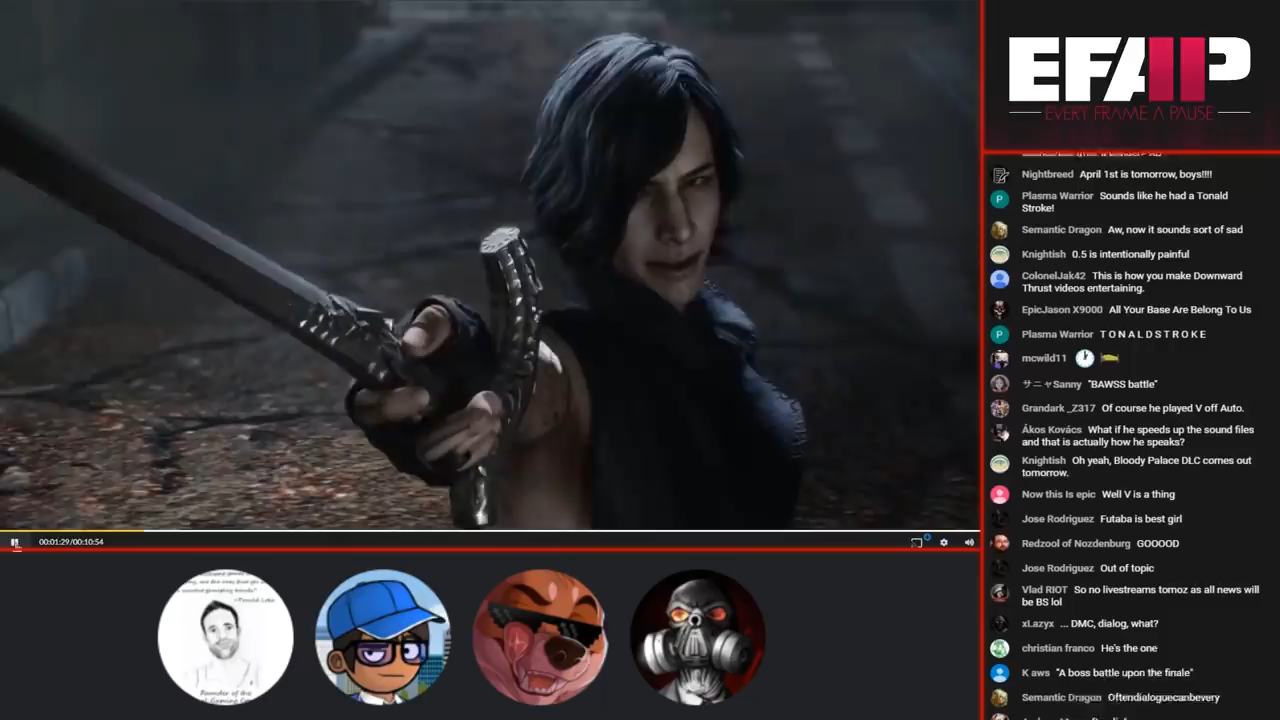 EFAP
EVERY FRAME A PAUSE
Nightbreed April 1st is tomorrow, boys!!!!
Plasma Warrior Sounds like he had a Tonald
Stroke!
Semantic Dragon Aw, now it sounds sort of sad
Knightish 0.5 is intentionally painful
ColonelJak42 This is how you make Downward
Thrust videos entertaining.
EpicJason X9000 All Your Base Are Belong To Us
Plasma Warrior T O N A L D S T R O K E
mcwild11
サニャSanny "BAWSS battle"
Grandark _Z317 Of course he played V off Auto.
Ákos Kovács What if he speeds up the sound files
and that is actually how he speaks?
Knightish Oh yeah, Bloody Palace DLC comes out
tomorrow.
Now this Is epic Well V is a thing
Jose Rodriguez Futaba is best girl
Redzool of Nozdenburg GOOOOD
Jose Rodriguez Out of topic
Vlad RIOT So no livestreams tomoz as all news will
be BS lol
xLazyx ... DMC, dialog, what?
christian franco He's the one
K aws "A boss battle upon the finale"
Semantic Dragon Oftendialoguecanbevery
00:01:29/00:10:54
P
P
Founder of the